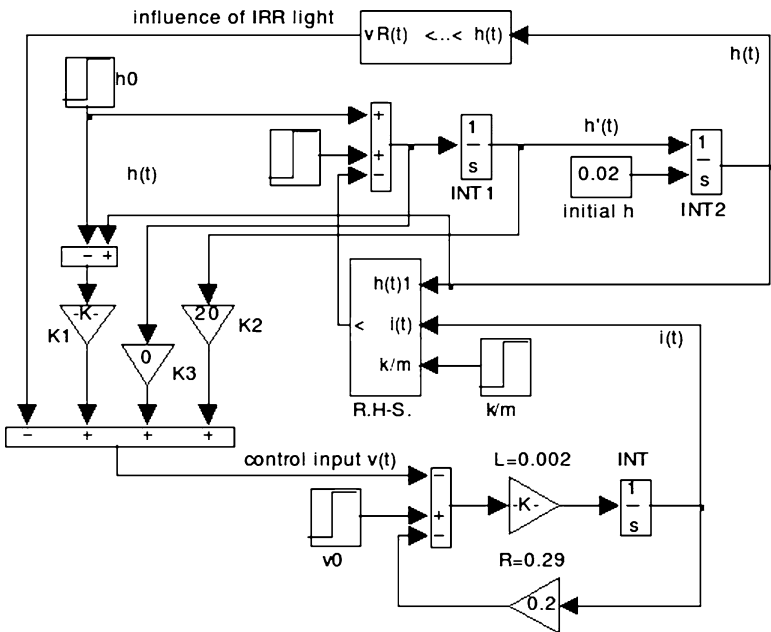 influence of IRR light
vR(t) <..< h(t)
h(t)
h0
+
+
−
1
s
INT1
h'(t)
0.02
initial h
1
s
INT2
h(t)
− +
-K-
K1
20
K2
0
K3
h(t)1
< i(t)
k/m
R.H-S.
k/m
i(t)
− + + +
control input v(t)
−
+
−
v0
L=0.002
-K-
INT
1
s
R=0.29
0.2